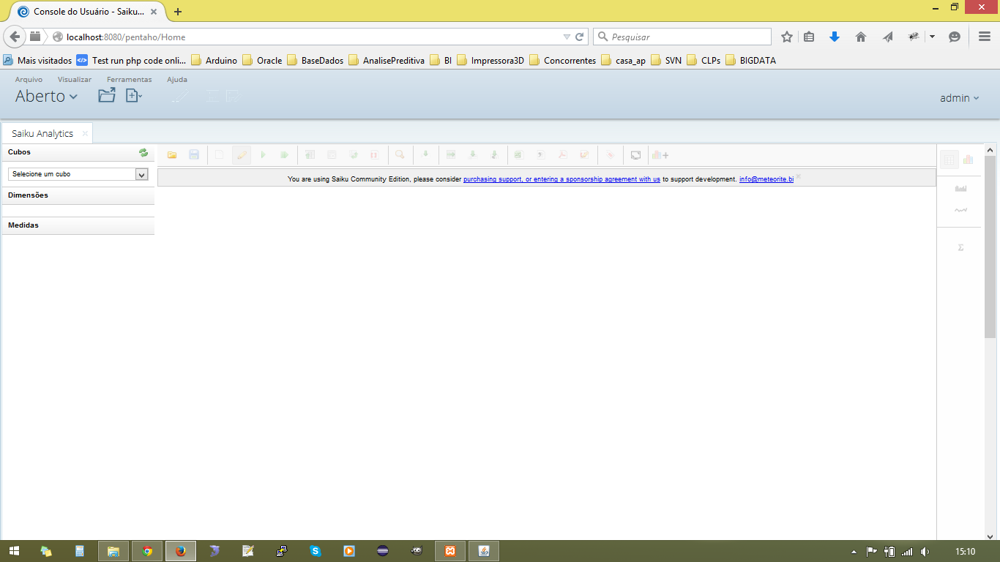 Console do Usuário - Saiku...
localhost:8080/pentaho/Home
Pesquisar
Mais visitados Test run php code onli... Arduino Oracle BaseDados AnalisePreditiva BI Impressora3D Concorrentes casa_ap SVN CLPs BIGDATA
Arquivo Visualizar Ferramentas Ajuda
Aberto
admin
Saiku Analytics
Cubos
Selecione um cubo
You are using Saiku Community Edition, please consider purchasing support, or entering a sponsorship agreement with us to support development. info@meteorite.bi
Dimensões
Medidas
Σ
15:10